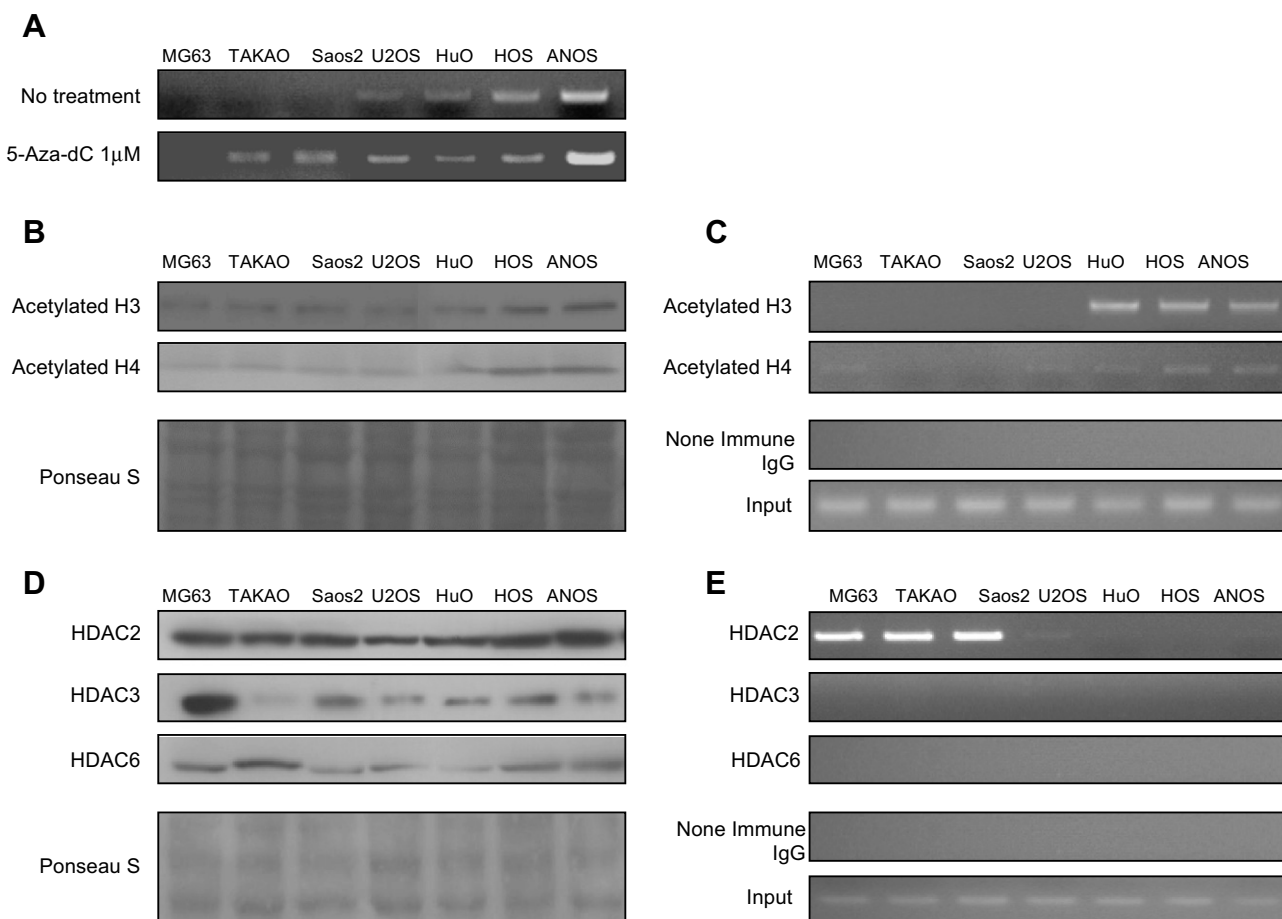 A
MG63 TAKAO Saos2 U2OS HuO HOS ANOS
No treatment
5-Aza-dC 1μM
B
MG63 TAKAO Saos2 U2OS HuO HOS ANOS
Acetylated H3
Acetylated H4
Ponseau S
C
MG63 TAKAO Saos2 U2OS HuO HOS ANOS
Acetylated H3
Acetylated H4
None Immune
IgG
Input
D
MG63 TAKAO Saos2 U2OS HuO HOS ANOS
HDAC2
HDAC3
HDAC6
Ponseau S
E
MG63 TAKAO Saos2 U2OS HuO HOS ANOS
HDAC2
HDAC3
HDAC6
None Immune
IgG
Input